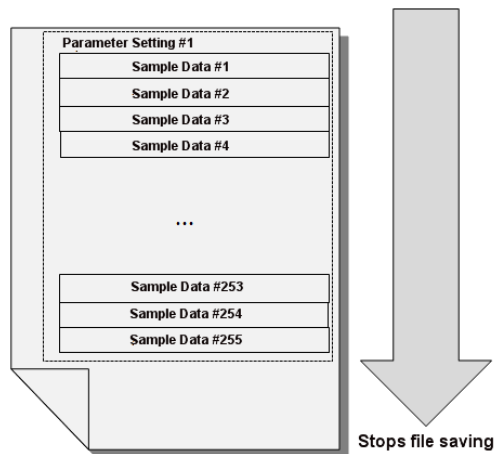 Parameter Setting #1
Sample Data #1
Sample Data #2
Sample Data #3
Sample Data #4
...
Sample Data #253
Sample Data #254
Sample Data #255
Stops file saving